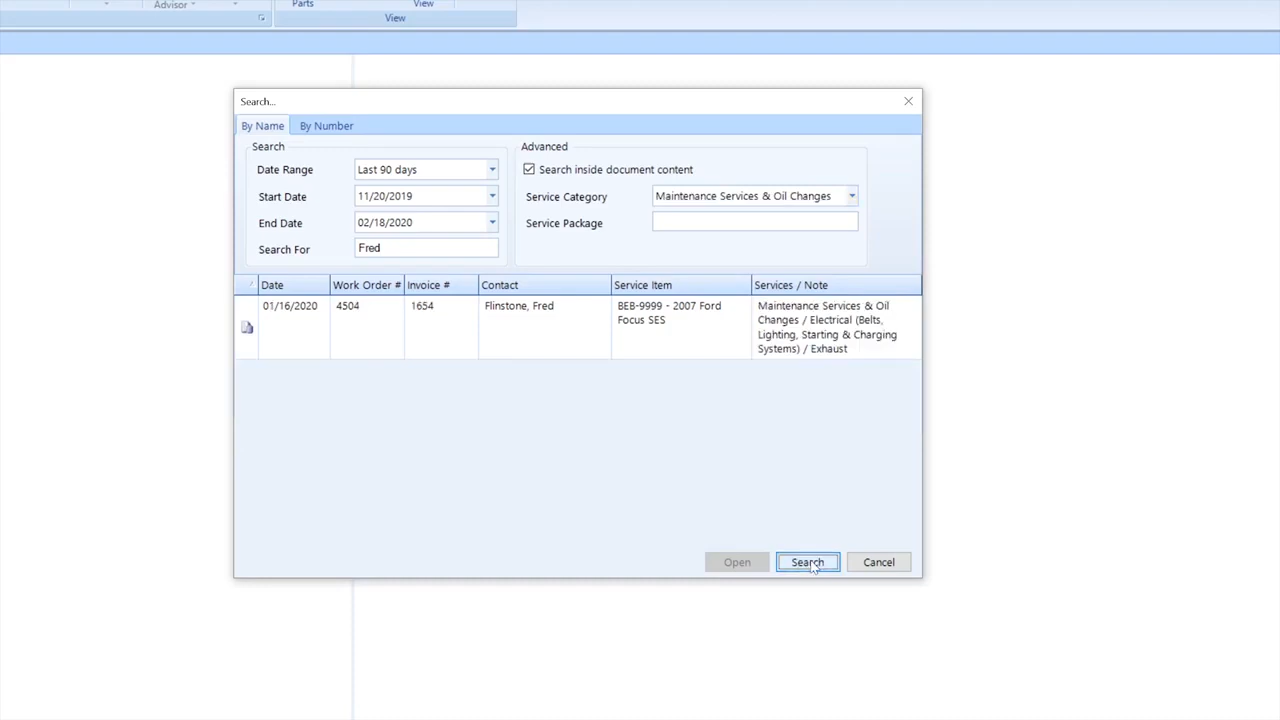 Advisor
Parts
View
View
Search...
By Name
By Number
Search
Advanced
Date Range
Last 90 days
Search inside document content
Start Date
11/20/2019
Service Category
Maintenance Services & Oil Changes
End Date
02/18/2020
Service Package
Search For
Fred
Date
Work Order #
Invoice #
Contact
Service Item
Services / Note
01/16/2020
4504
1654
Flinstone, Fred
BEB-9999 - 2007 Ford
Focus SES
Maintenance Services & Oil
Changes / Electrical (Belts,
Lighting, Starting & Charging
Systems) / Exhaust
Open
Search
Cancel